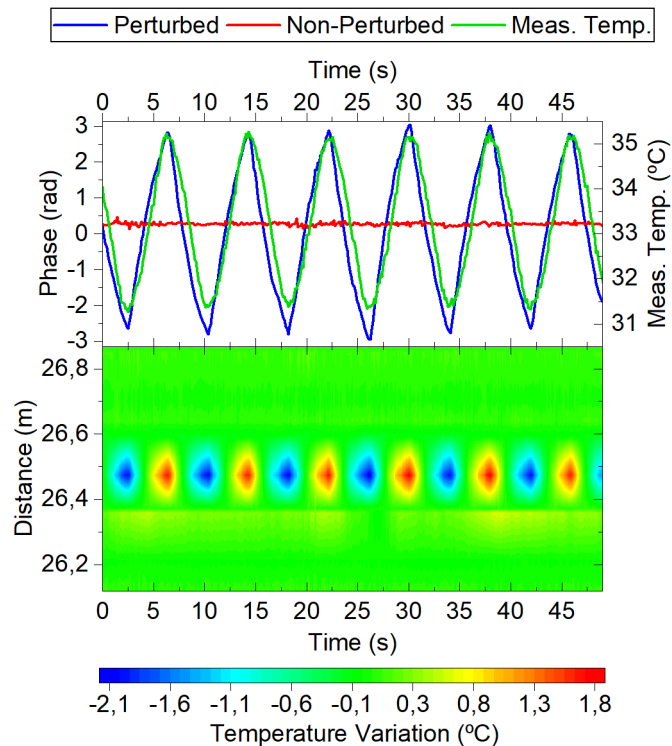 Perturbed Non-Perturbed Meas. Temp.
Time (s)
0 5 10 15 20 25 30 35 40 45
3
2
1
0
-1
-2
-3
Phase (rad)
35
34
33
32
31
Meas. Temp. (ºC)
26,8
26,6
26,4
26,2
Distance (m)
0 5 10 15 20 25 30 35 40 45
Time (s)
-2,1 -1,6 -1,1 -0,6 -0,1 0,3 0,8 1,3 1,8
Temperature Variation (ºC)